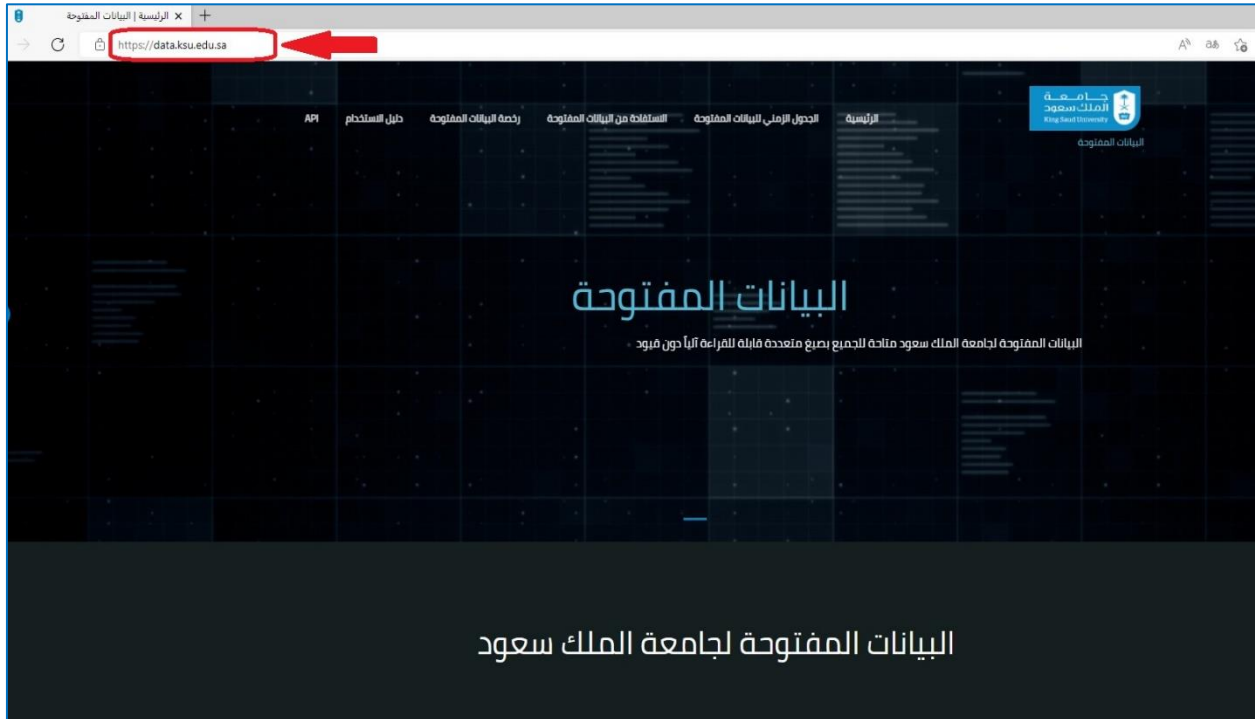 الرئيسية | البيانات المفتوحة
https://data.ksu.edu.sa
جامعة
الملك سعود
King Saud University
البيانات المفتوحة
الرئيسية الجدول الزمني للبيانات المفتوحة الاستفادة من البيانات المفتوحة رخصة البيانات المفتوحة دليل الاستخدام API
البيانات المفتوحة
البيانات المفتوحة لجامعة الملك سعود متاحة للجميع بصيغ متعددة قابلة للقراءة آلياً دون قيود
البيانات المفتوحة لجامعة الملك سعود